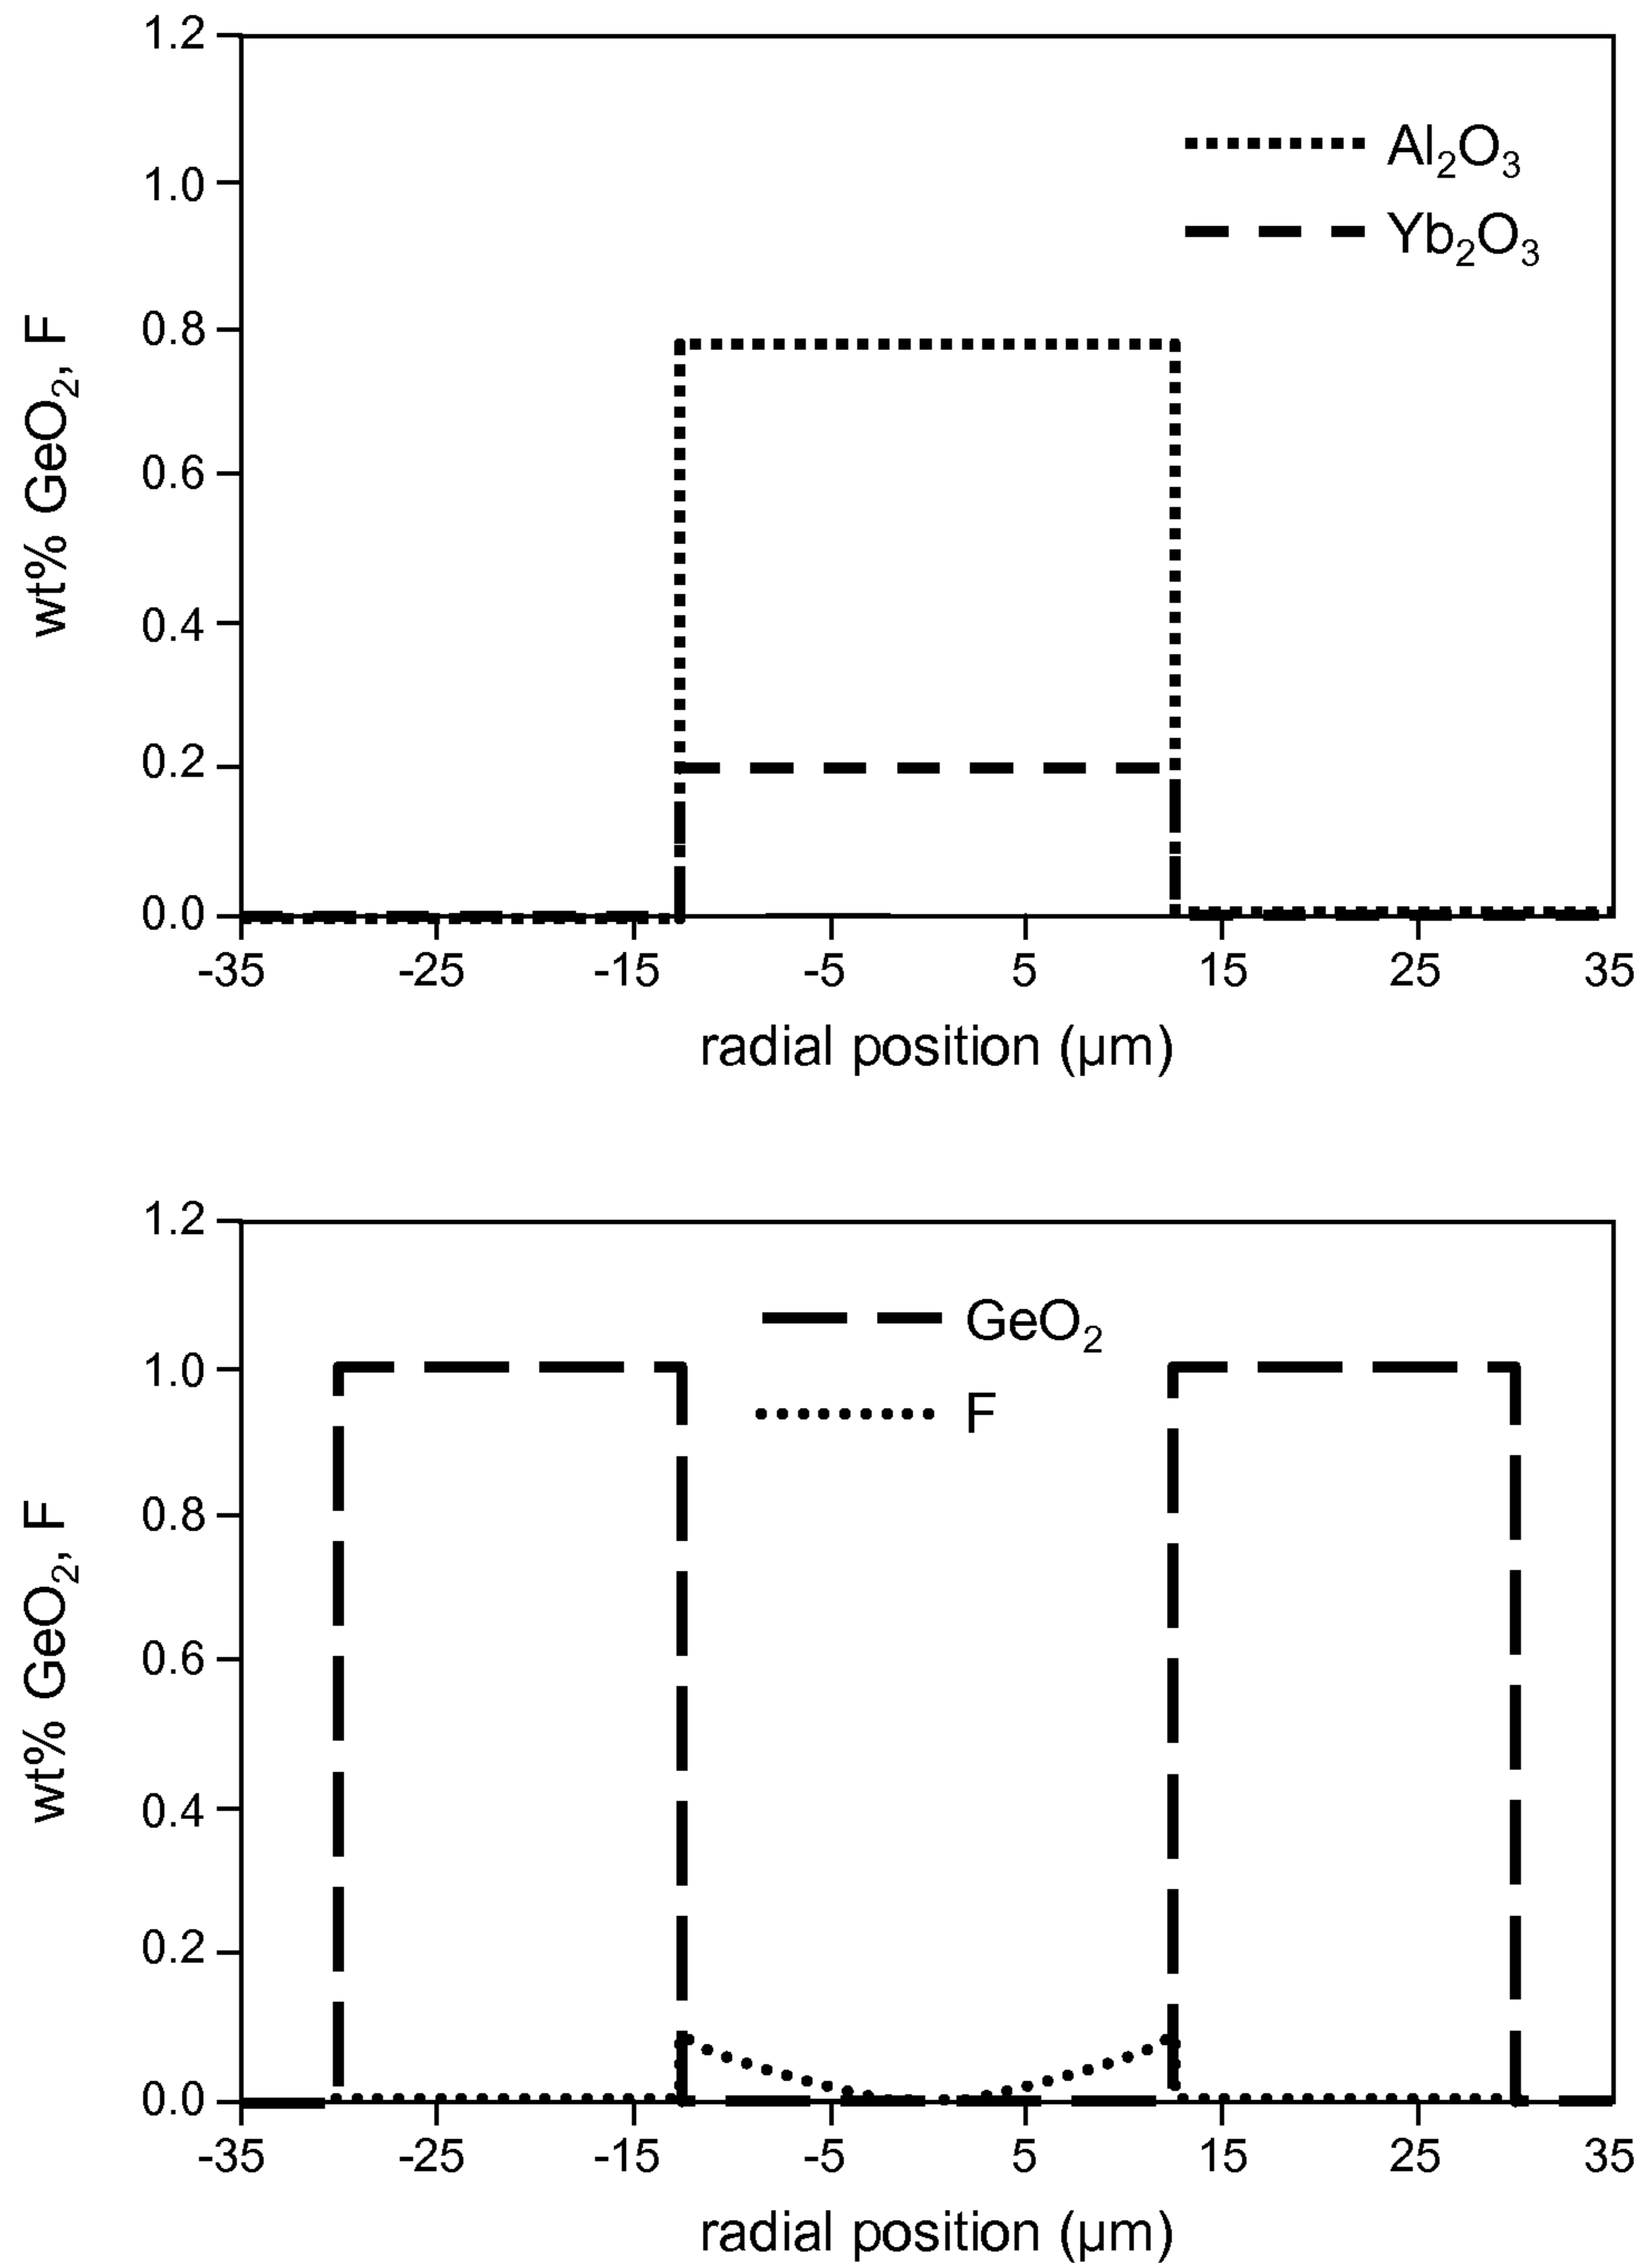 1.2
1.0
0.8
0.6
0.4
0.2
0.0
wt% GeO₂, F
Al₂O₃
Yb₂O₃
-35 -25 -15 -5 5 15 25 35
radial position (µm)
1.2
1.0
0.8
0.6
0.4
0.2
0.0
wt% GeO₂, F
GeO₂
F
-35 -25 -15 -5 5 15 25 35
radial position (µm)